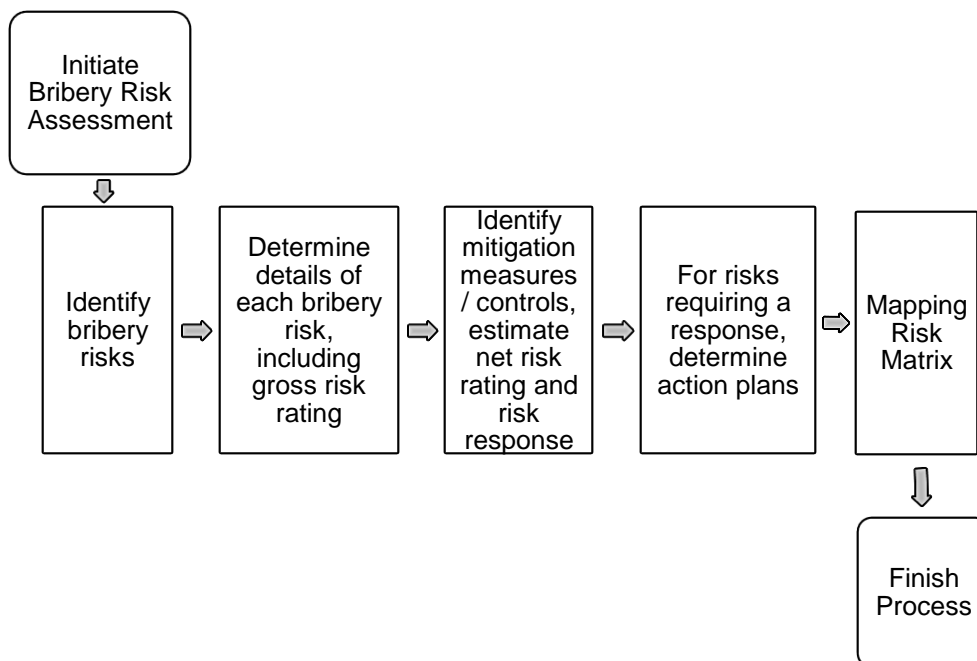 Initiate
Bribery Risk
Assessment
Identify
bribery
risks
Determine
details of
each bribery
risk,
including
gross risk
rating
Identify
mitigation
measures
/ controls,
estimate
net risk
rating and
risk
response
For risks
requiring a
response,
determine
action plans
Mapping
Risk
Matrix
Finish
Process